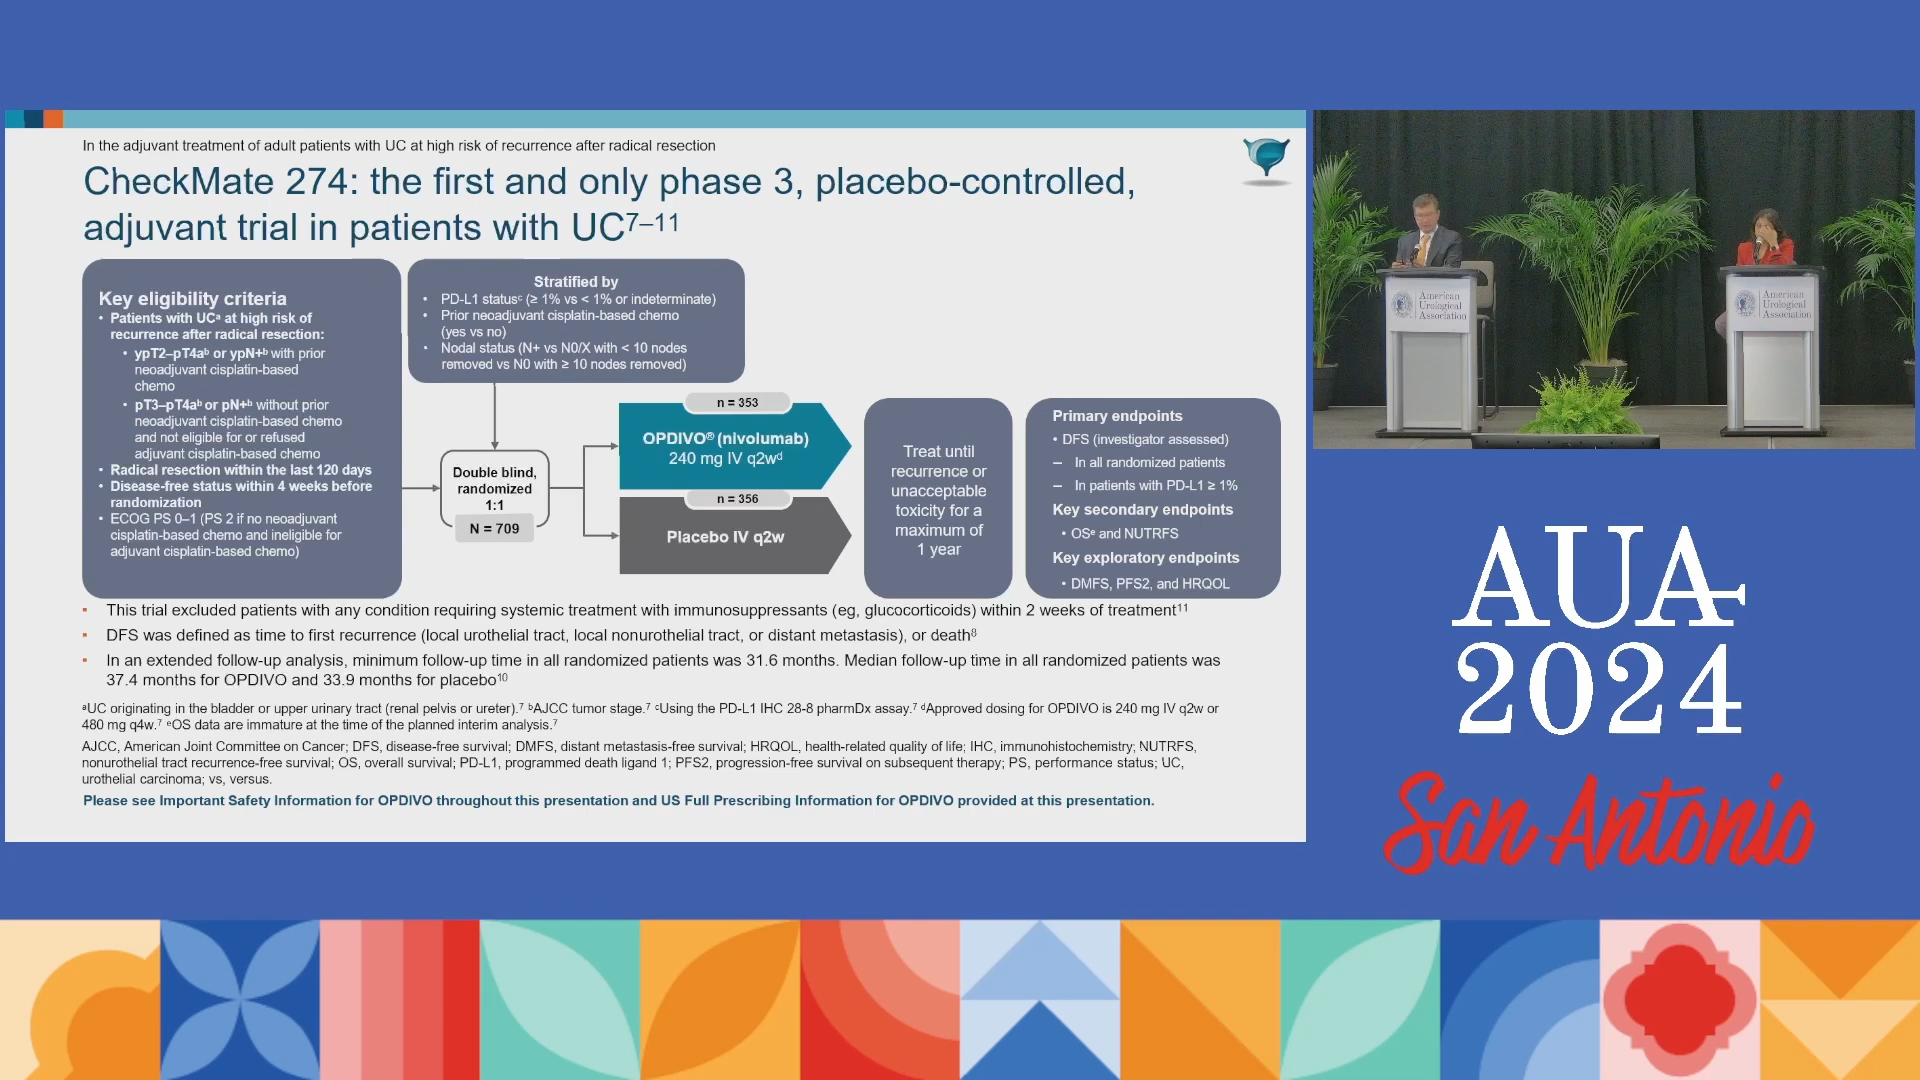 In the adjuvant treatment of adult patients with UC at high risk of recurrence after radical resection
CheckMate 274: the first and only phase 3, placebo-controlled,
adjuvant trial in patients with UC⁷⁻¹¹
Key eligibility criteria
• Patients with UCᵃ at high risk of
recurrence after radical resection:
• ypT2–pT4aᵇ or ypN+ᵇ with prior
neoadjuvant cisplatin-based
chemo
• pT3–pT4aᵇ or pN+ᵇ without prior
neoadjuvant cisplatin-based chemo
and not eligible for or refused
adjuvant cisplatin-based chemo
• Radical resection within the last 120 days
• Disease-free status within 4 weeks before
randomization
• ECOG PS 0–1 (PS 2 if no neoadjuvant
cisplatin-based chemo and ineligible for
adjuvant cisplatin-based chemo)
Stratified by
• PD-L1 statusᶜ (≥ 1% vs < 1% or indeterminate)
• Prior neoadjuvant cisplatin-based chemo
(yes vs no)
• Nodal status (N+ vs N0/X with < 10 nodes
removed vs N0 with ≥ 10 nodes removed)
Double blind,
randomized
1:1
N = 709
n = 353
OPDIVO® (nivolumab)
240 mg IV q2wᵈ
n = 356
Placebo IV q2w
Treat until
recurrence or
unacceptable
toxicity for a
maximum of
1 year
Primary endpoints
• DFS (investigator assessed)
– In all randomized patients
– In patients with PD-L1 ≥ 1%
Key secondary endpoints
• OSᵉ and NUTRFS
Key exploratory endpoints
• DMFS, PFS2, and HRQOL
▪ This trial excluded patients with any condition requiring systemic treatment with immunosuppressants (eg, glucocorticoids) within 2 weeks of treatment¹¹
▪ DFS was defined as time to first recurrence (local urothelial tract, local nonurothelial tract, or distant metastasis), or death⁸
▪ In an extended follow-up analysis, minimum follow-up time in all randomized patients was 31.6 months. Median follow-up time in all randomized patients was
37.4 months for OPDIVO and 33.9 months for placebo¹⁰
ᵃUC originating in the bladder or upper urinary tract (renal pelvis or ureter).⁷ ᵇAJCC tumor stage.⁷ ᶜUsing the PD-L1 IHC 28-8 pharmDx assay.⁷ ᵈApproved dosing for OPDIVO is 240 mg IV q2w or
480 mg q4w.⁷ ᵉOS data are immature at the time of the planned interim analysis.⁷
AJCC, American Joint Committee on Cancer; DFS, disease-free survival; DMFS, distant metastasis-free survival; HRQOL, health-related quality of life; IHC, immunohistochemistry; NUTRFS,
nonurothelial tract recurrence-free survival; OS, overall survival; PD-L1, programmed death ligand 1; PFS2, progression-free survival on subsequent therapy; PS, performance status; UC,
urothelial carcinoma; vs, versus.
Please see Important Safety Information for OPDIVO throughout this presentation and US Full Prescribing Information for OPDIVO provided at this presentation.
American
Urological
Association
American
Urological
Association
AUA
2024
San Antonio